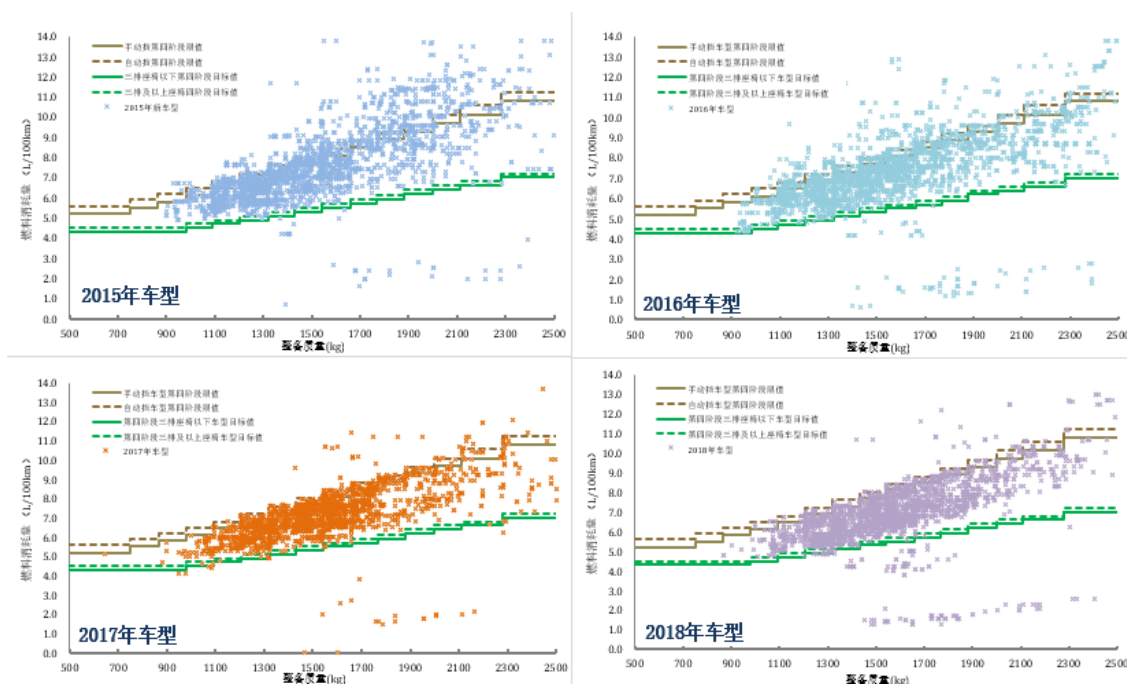 14.0
13.0
12.0
11.0
10.0
9.0
8.0
7.0
6.0
5.0
4.0
3.0
2.0
1.0
0.0
燃料消耗量（L/100km）
手动挡第四阶段限值
自动挡第四阶段限值
三排座椅以下第四阶段目标值
三排及以上座椅四阶段目标值
2015年新车型
2015年车型
500 700 900 1100 1300 1500 1700 1900 2100 2300 2500
整备质量(kg)
14.0
13.0
12.0
11.0
10.0
9.0
8.0
7.0
6.0
5.0
4.0
3.0
2.0
1.0
0.0
燃料消耗量（L/100km）
手动挡车型第四阶段限值
自动挡车型第四阶段限值
第四阶段三排座椅以下车型目标值
第四阶段三排及以上座椅车型目标值
2016年车型
2016年车型
500 700 900 1100 1300 1500 1700 1900 2100 2300 2500
整备质量(kg)
14.0
13.0
12.0
11.0
10.0
9.0
8.0
7.0
6.0
5.0
4.0
3.0
2.0
1.0
0.0
燃料消耗量（L/100km）
手动挡车型第四阶段限值
自动挡车型第四阶段限值
第四阶段三排座椅以下车型目标值
第四阶段三排及以上座椅车型目标值
2017年车型
2017年车型
500 700 900 1100 1300 1500 1700 1900 2100 2300 2500
整备质量(kg)
14.0
13.0
12.0
11.0
10.0
9.0
8.0
7.0
6.0
5.0
4.0
3.0
2.0
1.0
0.0
燃料消耗量（L/100km）
手动挡车型第四阶段限值
自动挡车型第四阶段限值
第四阶段三排座椅以下车型目标值
第四阶段三排及以上座椅车型目标值
2018年车型
2018年车型
500 700 900 1100 1300 1500 1700 1900 2100 2300 2500
整备质量(kg)